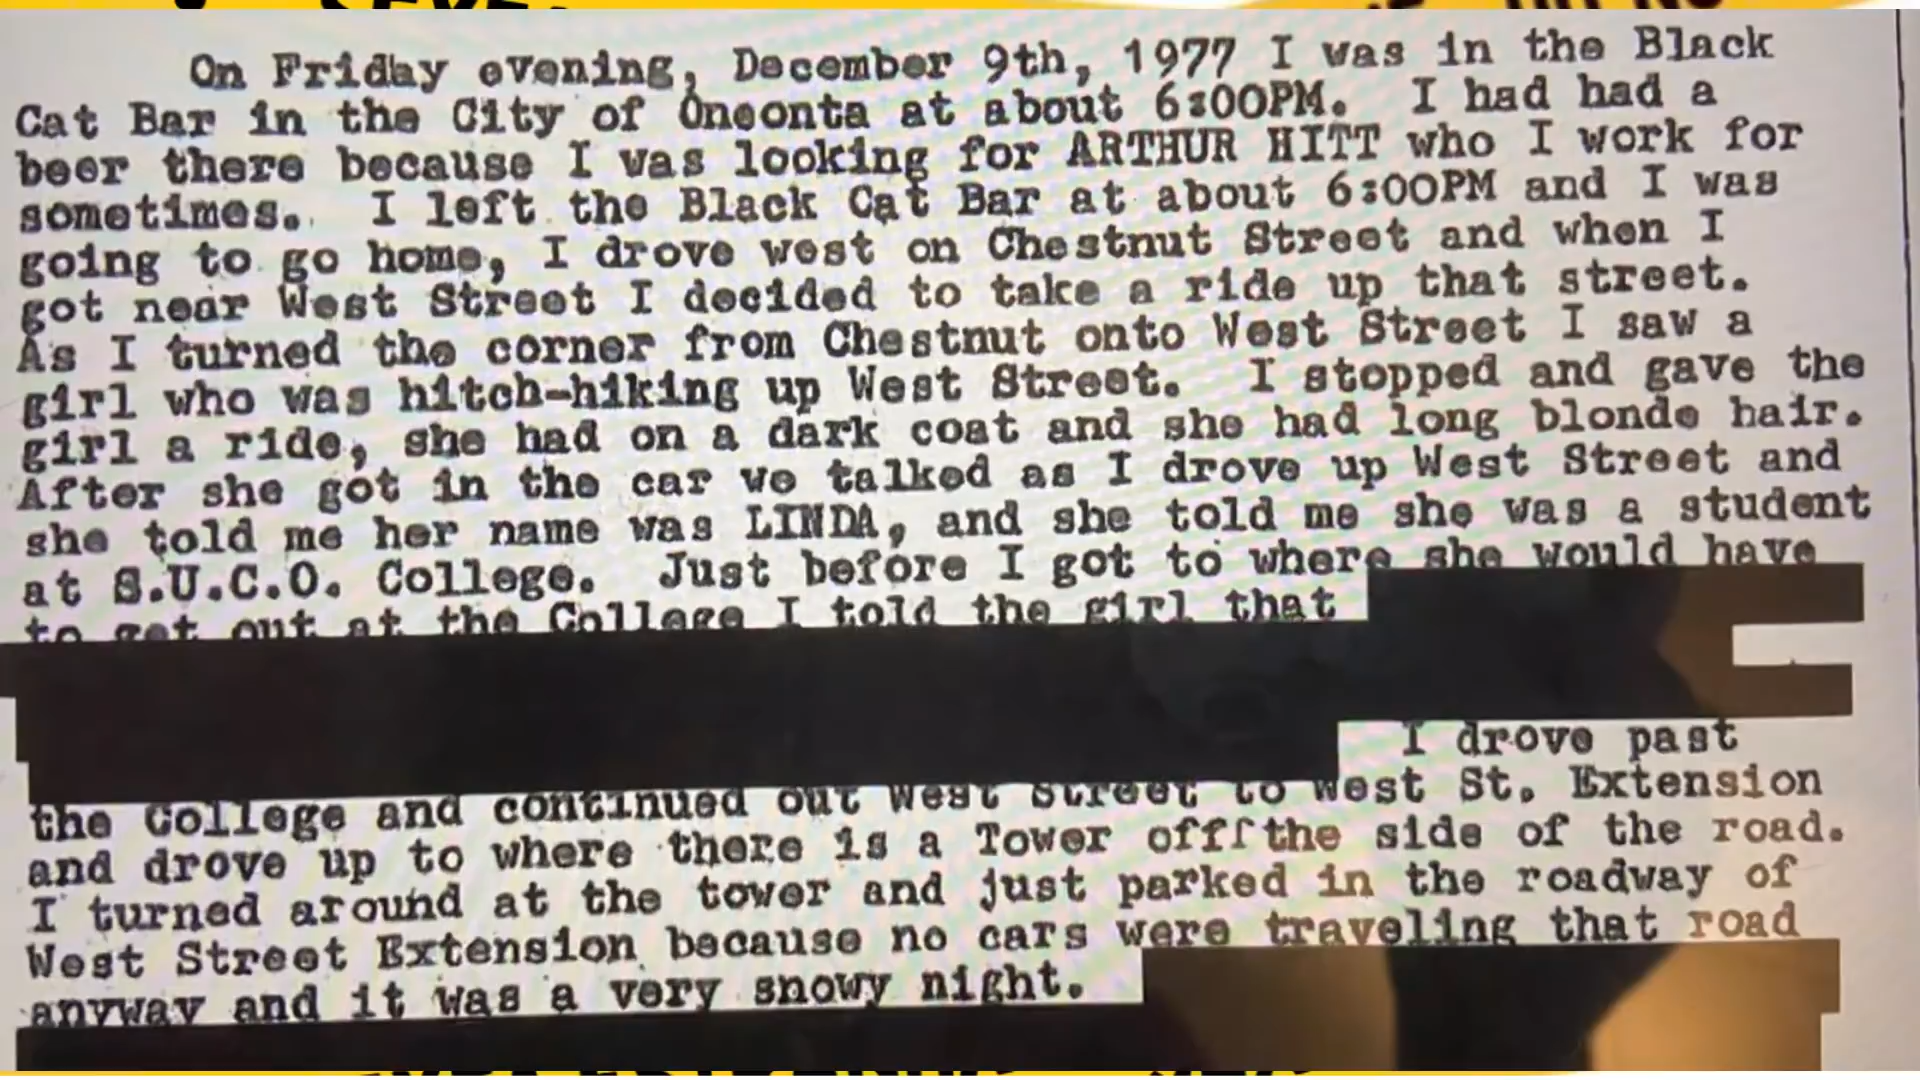 On Friday evening, December 9th, 1977 I was in the Black
Cat Bar in the City of Oneonta at about 6:00PM. I had had a
beer there because I was looking for ARTHUR HITT who I work for
sometimes. I left the Black Cat Bar at about 6:00PM and I was
going to go home, I drove west on Chestnut Street and when I
got near West Street I decided to take a ride up that street.
As I turned the corner from Chestnut onto West Street I saw a
girl who was hitch-hiking up West Street. I stopped and gave the
girl a ride, she had on a dark coat and she had long blonde hair.
After she got in the car we talked as I drove up West Street and
she told me her name was LINDA, and she told me she was a student
at S.U.C.O. College. Just before I got to where she would have
to get out at the College I told the girl that
I drove past
the College and continued out West Street to West St. Extension
and drove up to where there is a Tower off the side of the road.
I turned around at the tower and just parked in the roadway of
West Street Extension because no cars were traveling that road
anyway and it was a very snowy night.